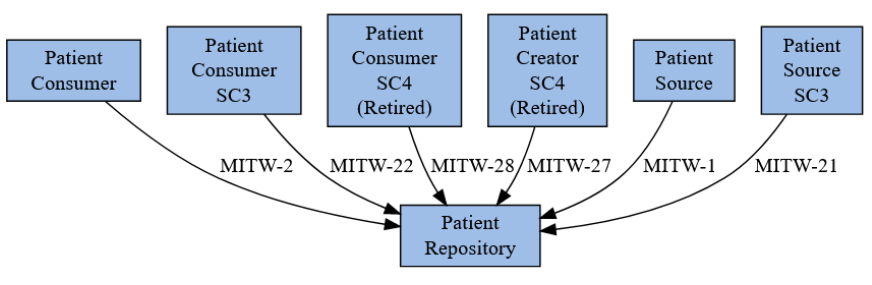 Patient
Consumer
Patient
Consumer
SC3
Patient
Consumer
SC4
(Retired)
Patient
Creator
SC4
(Retired)
Patient
Source
Patient
Source
SC3
MITW-2
MITW-22
MITW-28
MITW-27
MITW-1
MITW-21
Patient
Repository